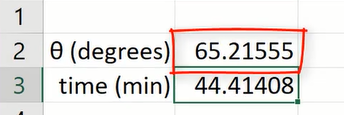 1
2 θ (degrees) 65.21555
3 time (min) 44.41408